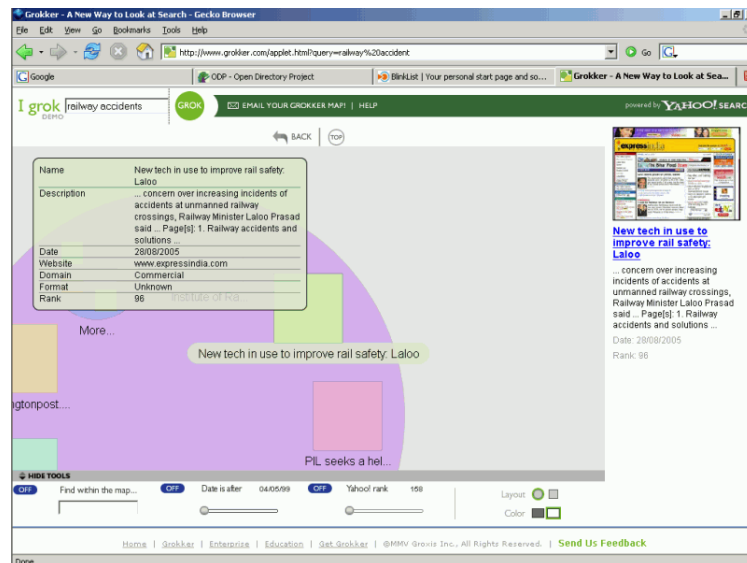 Grokker - A New Way to Look at Search - Gecko Browser
File Edit View Go Bookmarks Tools Help
http://www.grokker.com/applet.html?query=railway%20accident
Go
Google
ODP - Open Directory Project
BlinkList | Your personal start page and so...
Grokker - A New Way to Look at Sea...
I grok
DEMO
railway accidents
GROK
EMAIL YOUR GROKKER MAP! | HELP
powered by YAHOO! SEARC
BACK
TOP
Name New tech in use to improve rail safety:
Laloo
Description ... concern over increasing incidents of
accidents at unmanned railway
crossings, Railway Minister Laloo Prasad
said ... Page[s]: 1. Railway accidents and
solutions ...
Date 28/08/2005
Website www.expressindia.com
Domain Commercial
Format Unknown
Rank 96
Institute of Ra...
More...
New tech in use to improve rail safety: Laloo
ngtonpost....
PIL seeks a hel...
expressindia
New tech in use to
improve rail safety:
Laloo
... concern over increasing
incidents of accidents at
unmanned railway crossings,
Railway Minister Laloo Prasad
said ... Page[s]: 1. Railway
accidents and solutions ...
Date: 28/08/2005
Rank: 96
HIDE TOOLS
OFF Find within the map...
OFF Date is after 04/05/99
OFF Yahoo! rank 158
Layout
Color
Home | Grokker | Enterprise | Education | Get Grokker | ©MMV Groxis Inc., All Rights Reserved. | Send Us Feedback
Done